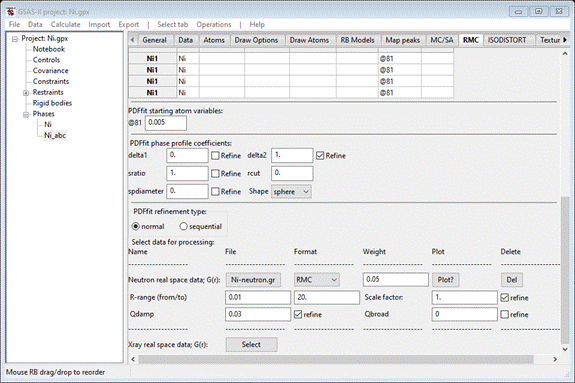 GSAS-II project: Ni.gpx
File Data Calculate Import Export | Select tab Operations | Help
Project: Ni.gpx
Notebook
Controls
Covariance
Constraints
Restraints
Rigid bodies
Phases
Ni
Ni_abc
General Data Atoms Draw Options Draw Atoms RB Models Map peaks MC/SA RMC ISODISTORT Textur
Ni1 Ni @81
Ni1 Ni @81
Ni1 Ni @81
Ni1 Ni @81
PDFfit starting atom variables:
@81 0.005
PDFfit phase profile coefficients:
delta1 0. Refine delta2 1. Refine
sratio 1. Refine rcut 0.
spdiameter 0. Refine Shape sphere
PDFfit refinement type:
normal sequential
Select data for processing:
Name File Format Weight Plot Delete
Neutron real space data; G(r): Ni-neutron.gr RMC 0.05 Plot? Del
R-range (from/to) 0.01 20. Scale factor: 1. refine
Qdamp 0.03 refine Qbroad 0 refine
Xray real space data; G(r): Select
Mouse RB drag/drop to reorder